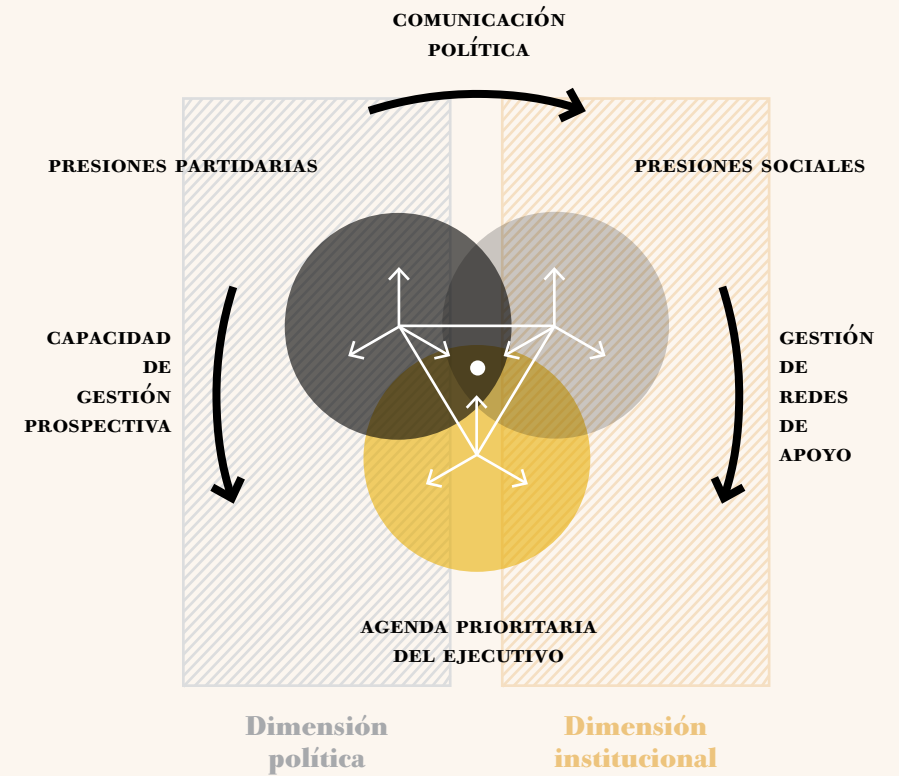 COMUNICACIÓN
POLÍTICA
PRESIONES PARTIDARIAS
PRESIONES SOCIALES
CAPACIDAD
DE
GESTIÓN
PROSPECTIVA
GESTIÓN
DE
REDES
DE
APOYO
AGENDA PRIORITARIA
DEL EJECUTIVO
Dimensión
política
Dimensión
institucional